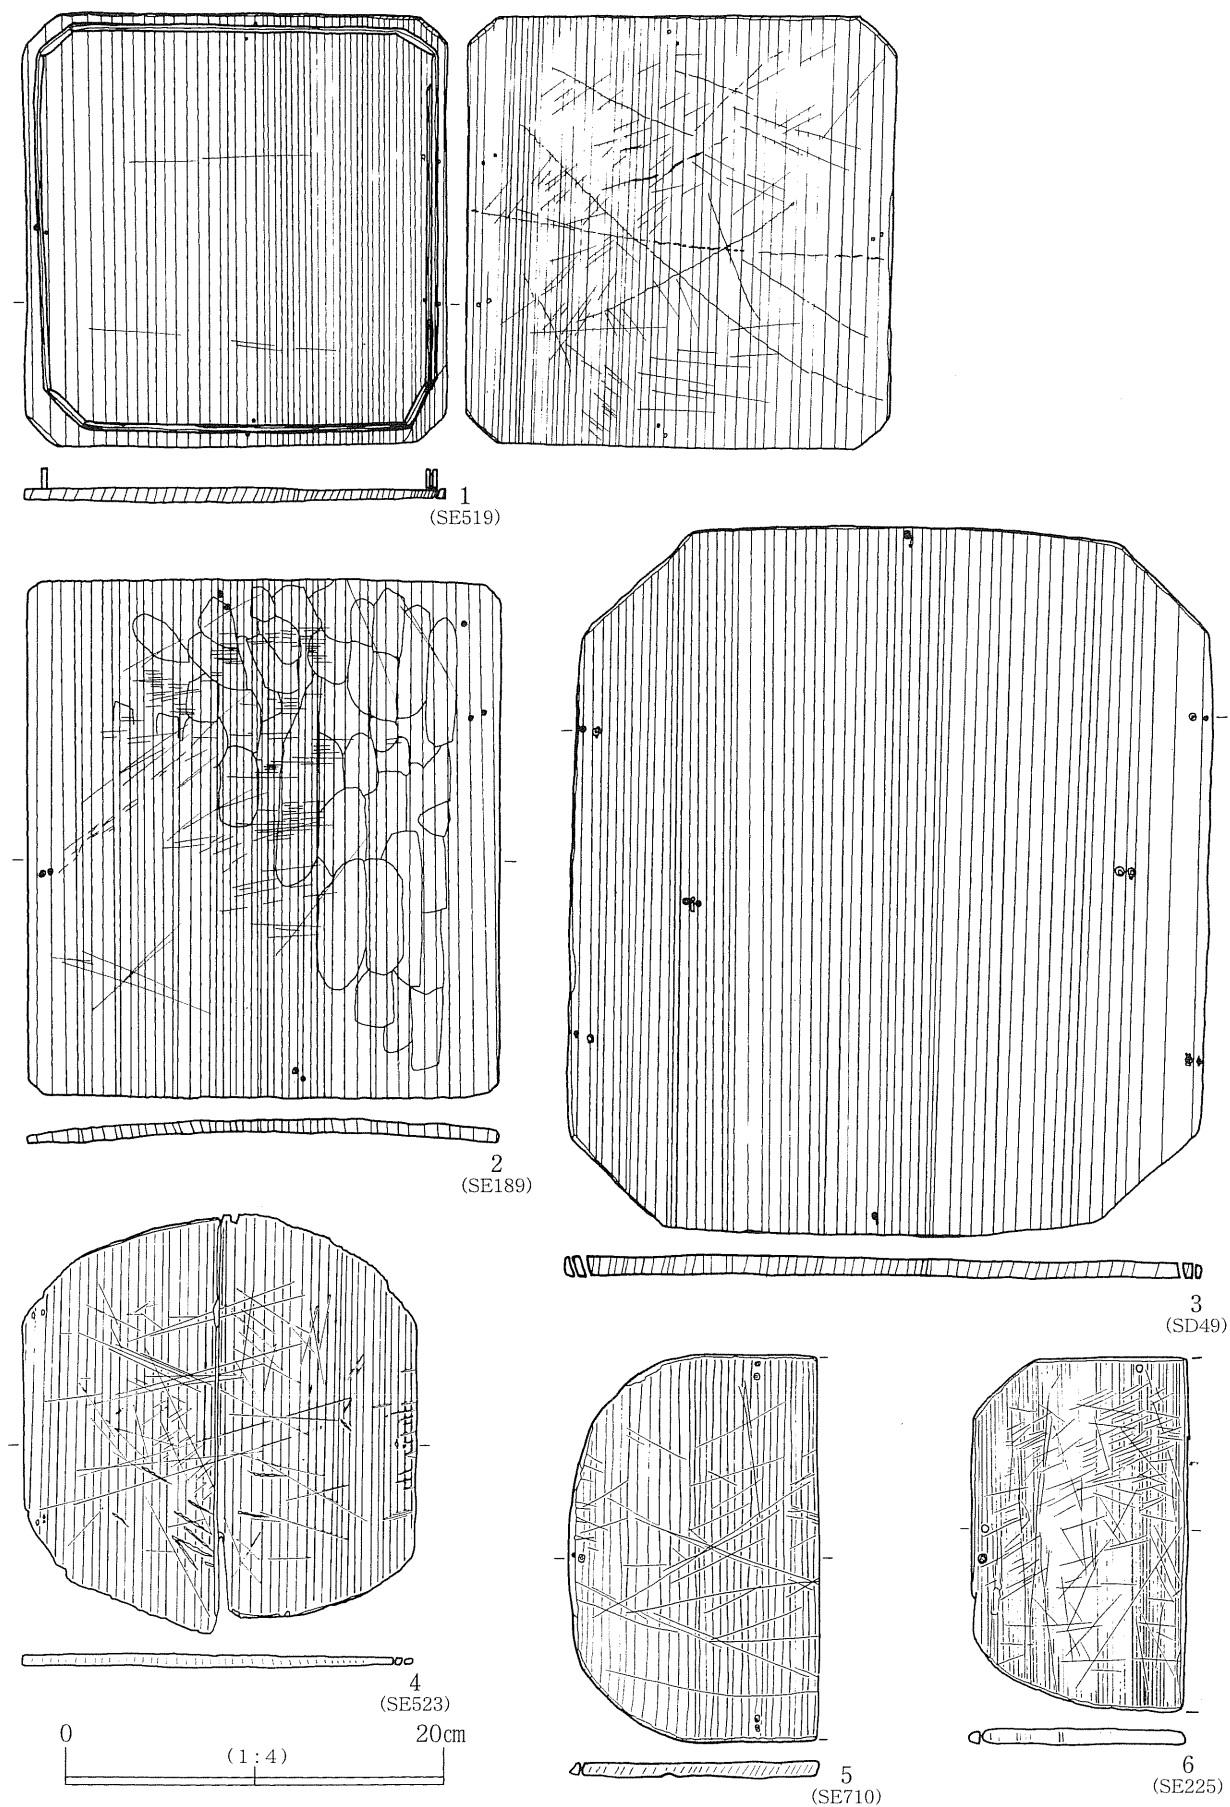 1
(SE519)
2
(SE189)
3
(SD49)
4
(SE523)
0 20cm
(1:4)
5
(SE710)
6
(SE225)